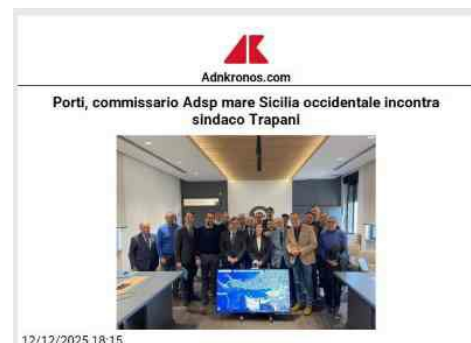 Adnkronos.com
Porti, commissario Adsp mare Sicilia occidentale incontra
sindaco Trapani
12/12/2025 18:15